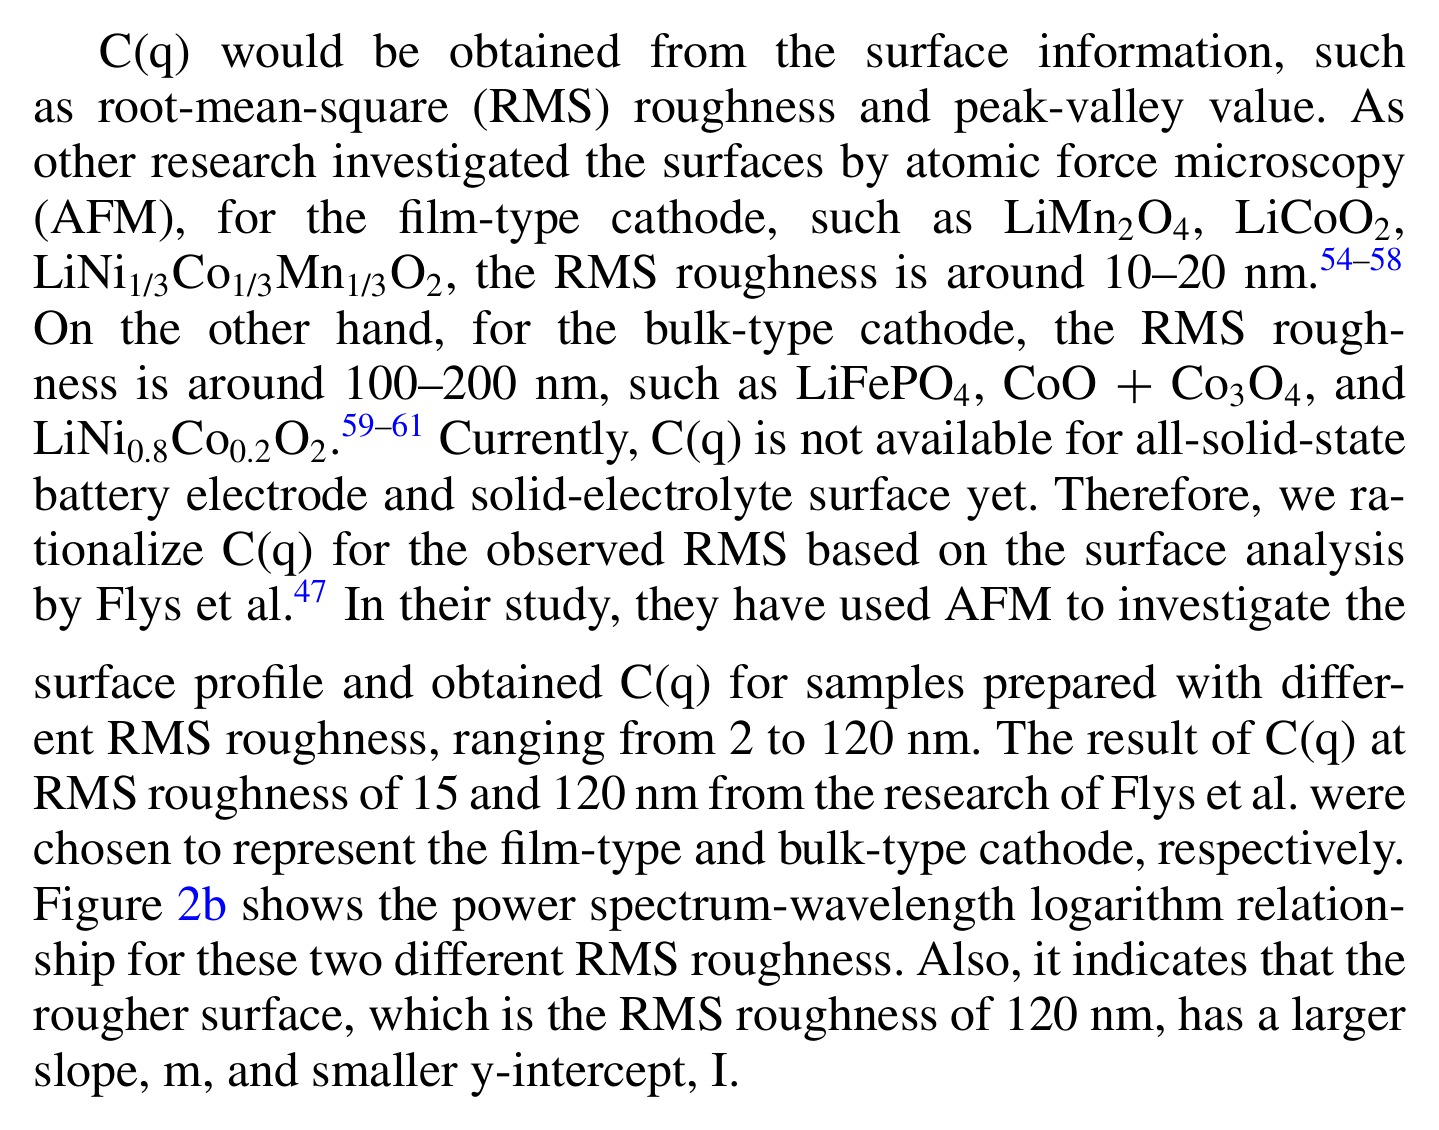 C(q) would be obtained from the surface information, such
as root-mean-square (RMS) roughness and peak-valley value. As
other research investigated the surfaces by atomic force microscopy
(AFM), for the film-type cathode, such as LiMn₂O₄, LiCoO₂,
LiNi₁/₃Co₁/₃Mn₁/₃O₂, the RMS roughness is around 10–20 nm.⁵⁴–⁵⁸
On the other hand, for the bulk-type cathode, the RMS rough-
ness is around 100–200 nm, such as LiFePO₄, CoO + Co₃O₄, and
LiNi₀.₈Co₀.₂O₂.⁵⁹–⁶¹ Currently, C(q) is not available for all-solid-state
battery electrode and solid-electrolyte surface yet. Therefore, we ra-
tionalize C(q) for the observed RMS based on the surface analysis
by Flys et al.⁴⁷ In their study, they have used AFM to investigate the
surface profile and obtained C(q) for samples prepared with differ-
ent RMS roughness, ranging from 2 to 120 nm. The result of C(q) at
RMS roughness of 15 and 120 nm from the research of Flys et al. were
chosen to represent the film-type and bulk-type cathode, respectively.
Figure 2b shows the power spectrum-wavelength logarithm relation-
ship for these two different RMS roughness. Also, it indicates that the
rougher surface, which is the RMS roughness of 120 nm, has a larger
slope, m, and smaller y-intercept, I.